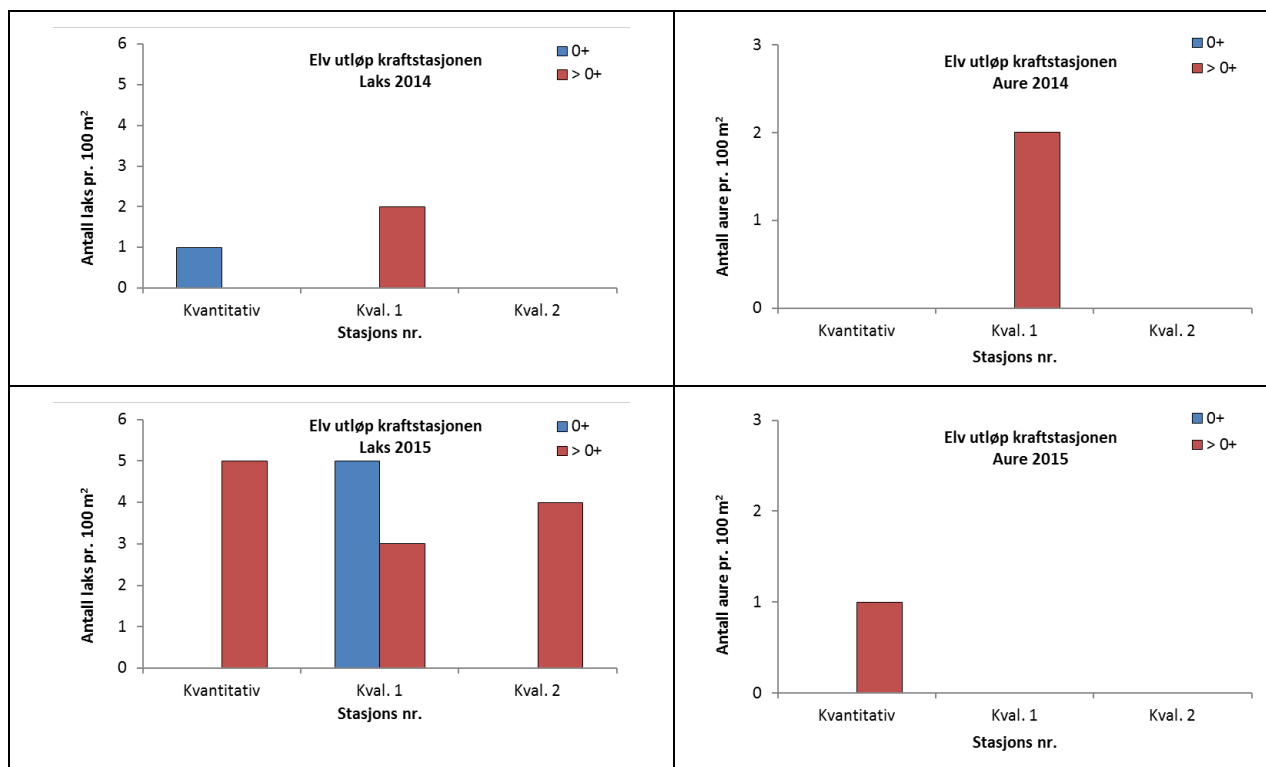 Elv utløp kraftstasjonen
Laks 2014
0+
> 0+
Antall laks pr. 100 m²
6
5
4
3
2
1
0
Kvantitativ Kval. 1 Kval. 2
Stasjons nr.
Elv utløp kraftstasjonen
Aure 2014
0+
> 0+
Antall aure pr. 100 m²
3
2
1
0
Kvantitativ Kval. 1 Kval. 2
Stasjons nr.
Elv utløp kraftstasjonen
Laks 2015
0+
> 0+
Antall laks pr. 100 m²
6
5
4
3
2
1
0
Kvantitativ Kval. 1 Kval. 2
Stasjons nr.
Elv utløp kraftstasjonen
Aure 2015
0+
> 0+
Antall aure pr. 100 m²
3
2
1
0
Kvantitativ Kval. 1 Kval. 2
Stasjons nr.